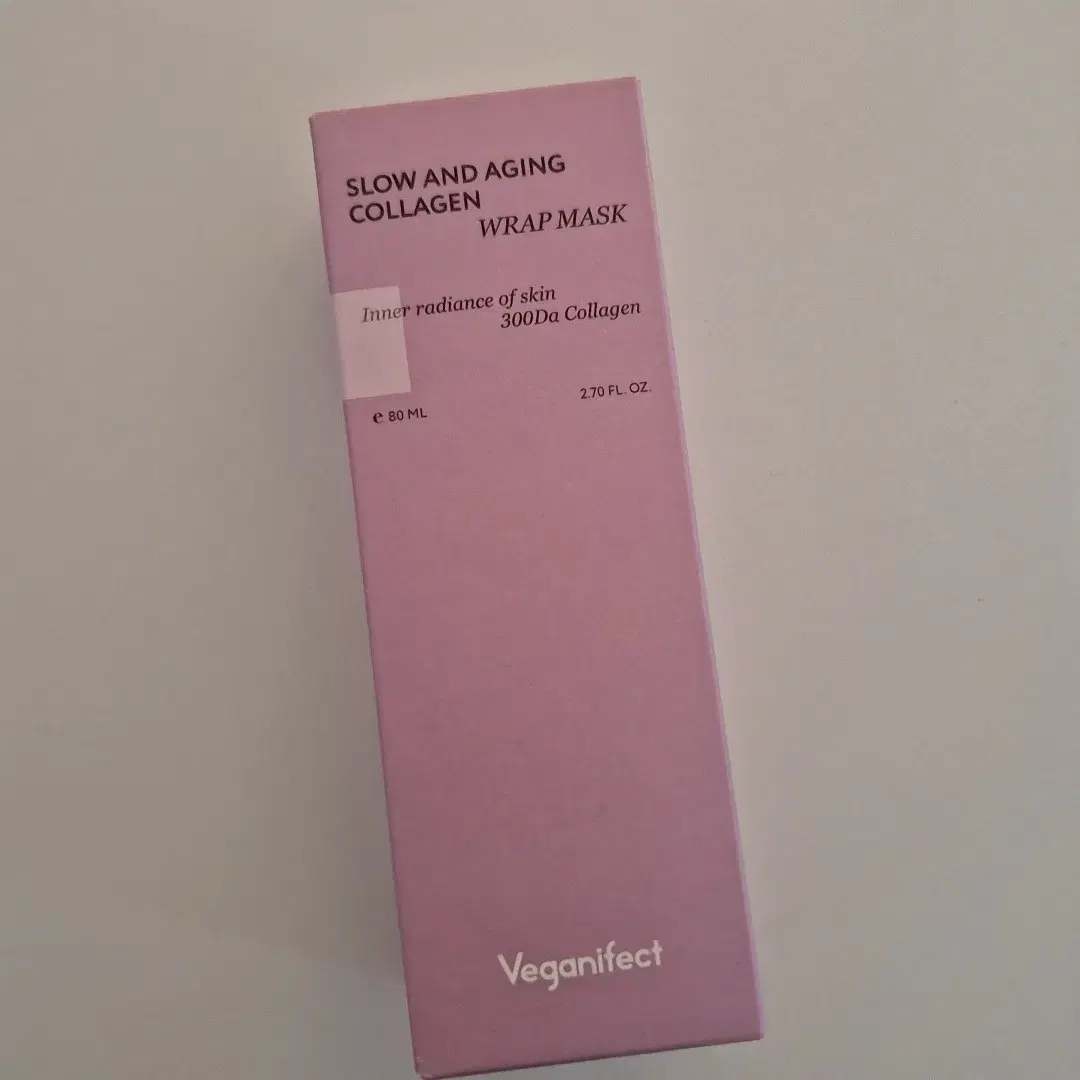 SLOW AND AGING
COLLAGEN
WRAP MASK
Inner radiance of skin
300Da Collagen
℮ 80 ML
2.70 FL. OZ.
Veganifect